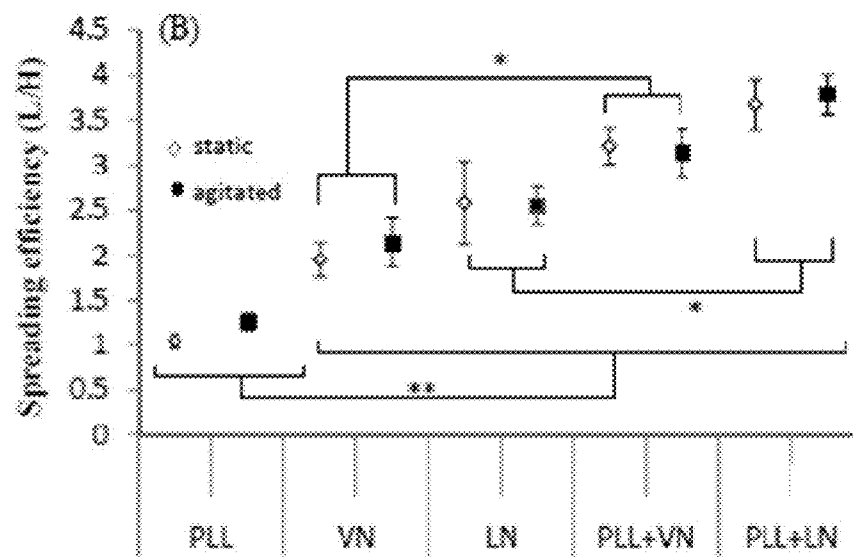 (B)
Spreading efficiency (L/H)
4.5
4
3.5
3
2.5
2
1.5
1
0.5
0
static
agitated
*
*
**
PLL VN LN PLL+VN PLL+LN